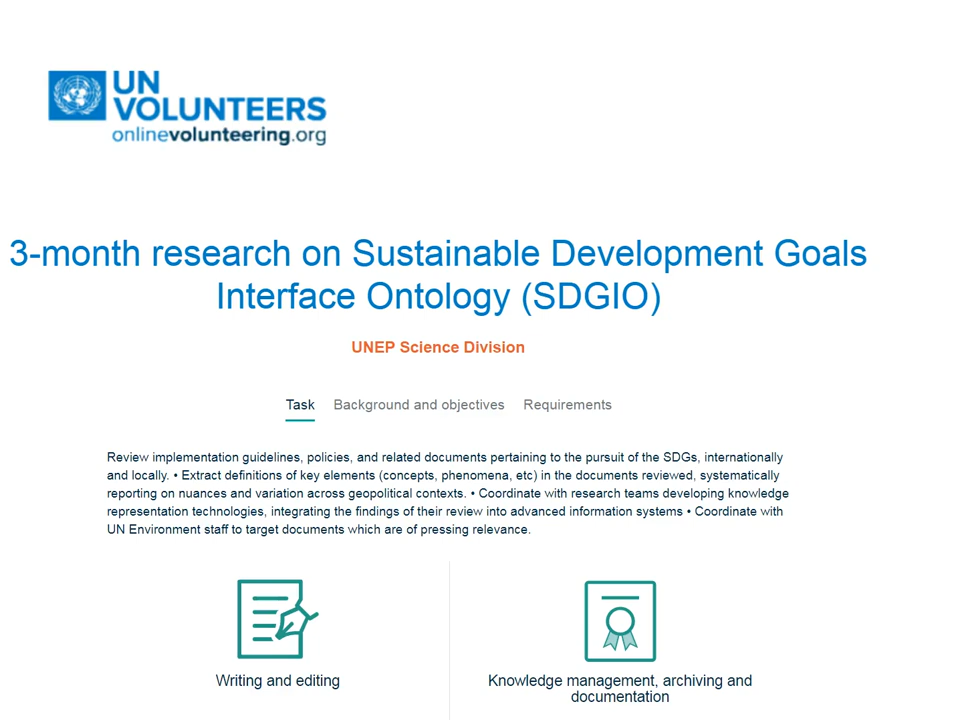 UN
VOLUNTEERS
onlinevolunteering.org
3-month research on Sustainable Development Goals
Interface Ontology (SDGIO)
UNEP Science Division
Task Background and objectives Requirements
Review implementation guidelines, policies, and related documents pertaining to the pursuit of the SDGs, internationally
and locally. • Extract definitions of key elements (concepts, phenomena, etc) in the documents reviewed, systematically
reporting on nuances and variation across geopolitical contexts. • Coordinate with research teams developing knowledge
representation technologies, integrating the findings of their review into advanced information systems • Coordinate with
UN Environment staff to target documents which are of pressing relevance.
Writing and editing
Knowledge management, archiving and
documentation